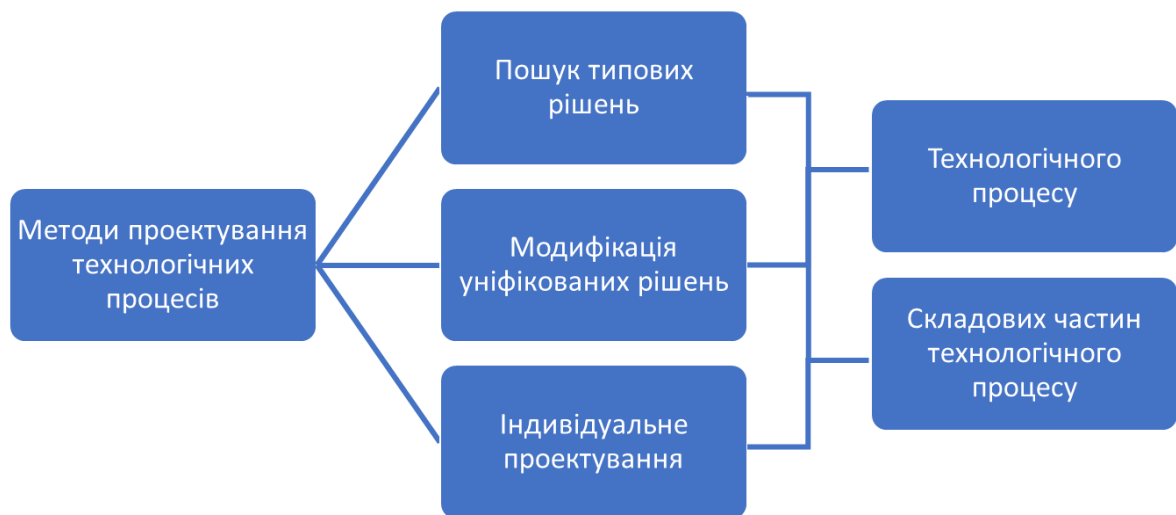 Методи проектування
технологічних
процесів
Пошук типових
рішень
Модифікація
уніфікованих рішень
Індивідуальне
проектування
Технологічного
процесу
Складових частин
технологічного
процесу